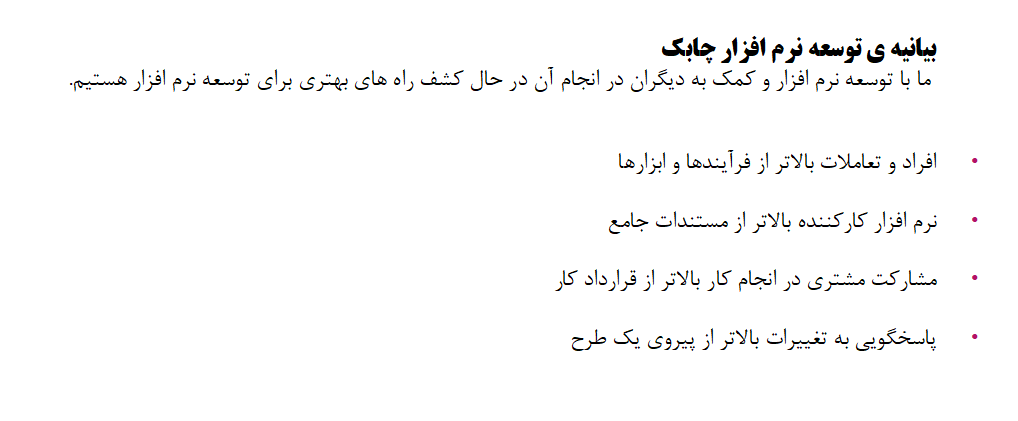 بیانیه ی توسعه نرم افزار چابک
ما با توسعه نرم افزار و کمک به دیگران در انجام آن در حال کشف راه های بهتری برای توسعه نرم افزار هستیم.
• افراد و تعاملات بالاتر از فرآیندها و ابزارها
• نرم افزار کارکننده بالاتر از مستندات جامع
• مشارکت مشتری در انجام کار بالاتر از قرارداد کار
• پاسخگویی به تغییرات بالاتر از پیروی یک طرح